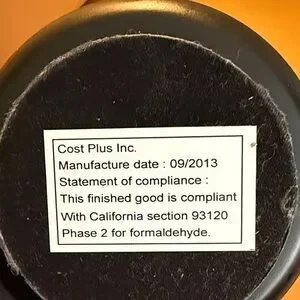 Cost Plus Inc.
Manufacture date : 09/2013
Statement of compliance :
This finished good is compliant
With California section 93120
Phase 2 for formaldehyde.